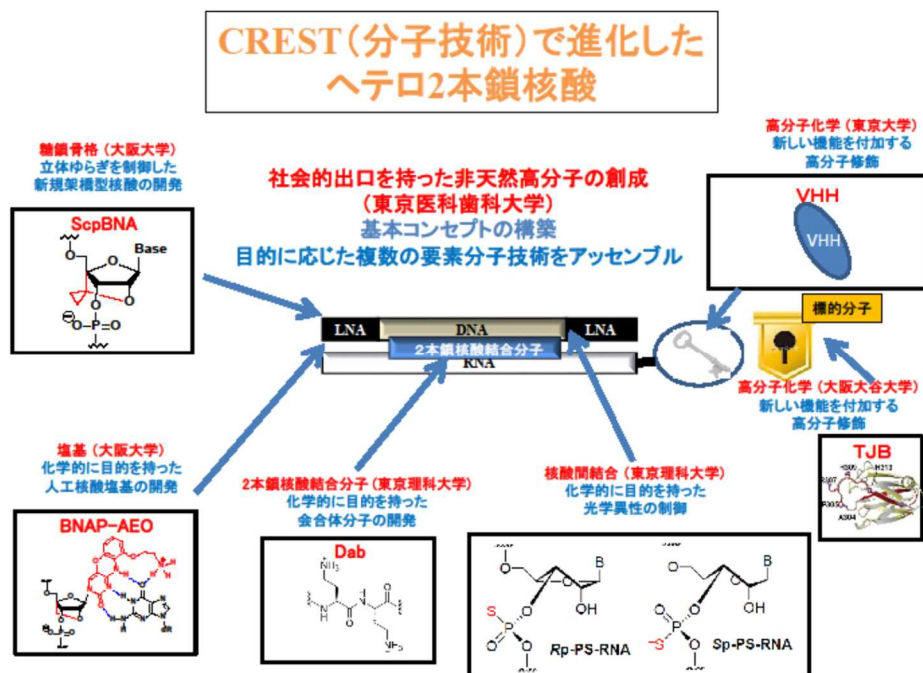 CREST(分子技術)で進化した
ヘテロ2本鎖核酸
糖鎖骨格(大阪大学)
立体ゆらぎを制御した
新規架橋型核酸の開発
ScpBNA
Base
O
O
O
O
P
O
社会的出口を持った非天然高分子の創成
(東京医科歯科大学)
基本コンセプトの構築
目的に応じた複数の要素分子技術をアッセンブル
高分子化学(東京大学)
新しい機能を付加する
高分子修飾
VHH
VHH
標的分子
LNA
DNA
LNA
2本鎖核酸結合分子
RNA
高分子化学(大阪大谷大学)
新しい機能を付加する
高分子修飾
TJB
H313
A304
塩基(大阪大学)
化学的に目的を持った
人工核酸塩基の開発
BNAP-AEO
2本鎖核酸結合分子(東京理科大学)
化学的に目的を持った
会合体分子の開発
Dab
NH3
O
H
N
N
H
O
NH3
核酸間結合(東京理科大学)
化学的に目的を持った
光学異性の制御
O
O
B
O
OH
S
P
O
O
Rp-PS-RNA
O
O
B
O
OH
O
P
S
O
Sp-PS-RNA